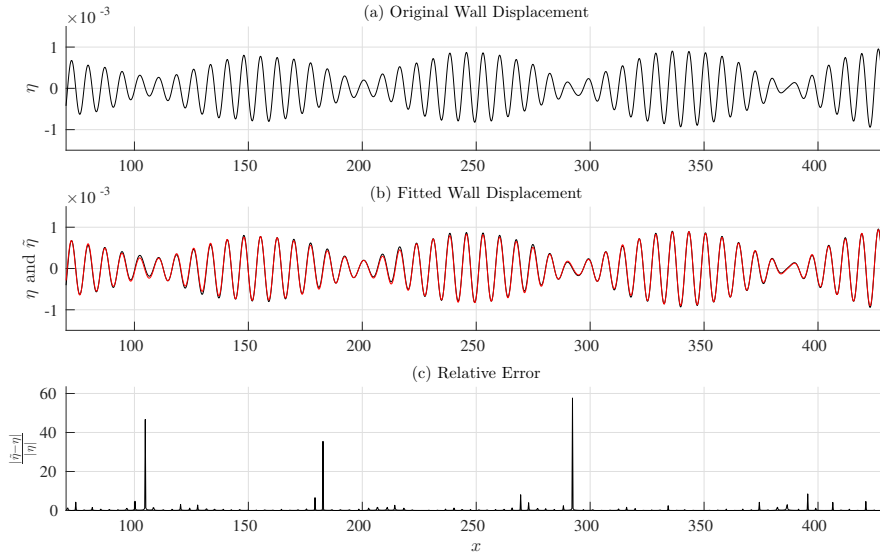 (a) Original Wall Displacement
×10 -3
1
0
-1
η
100 150 200 250 300 350 400
(b) Fitted Wall Displacement
×10 -3
1
0
-1
η and η̃
100 150 200 250 300 350 400
(c) Relative Error
60
40
20
0
|η̃−η|
|η|
100 150 200 250 300 350 400
x